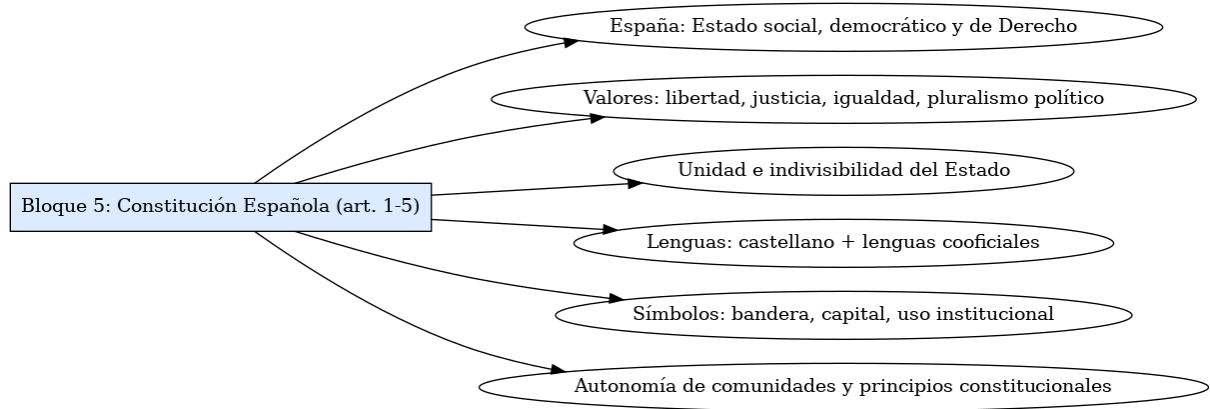 España: Estado social, democrático y de Derecho
Valores: libertad, justicia, igualdad, pluralismo político
Unidad e indivisibilidad del Estado
Bloque 5: Constitución Española (art. 1-5)
Lenguas: castellano + lenguas cooficiales
Símbolos: bandera, capital, uso institucional
Autonomía de comunidades y principios constitucionales